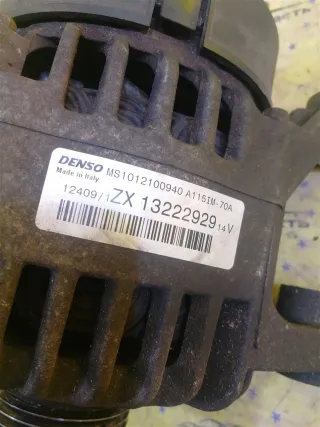 DENSO MS1012100940 A115IM-70A
Made in Italy
12409/1ZX 13222929 14V